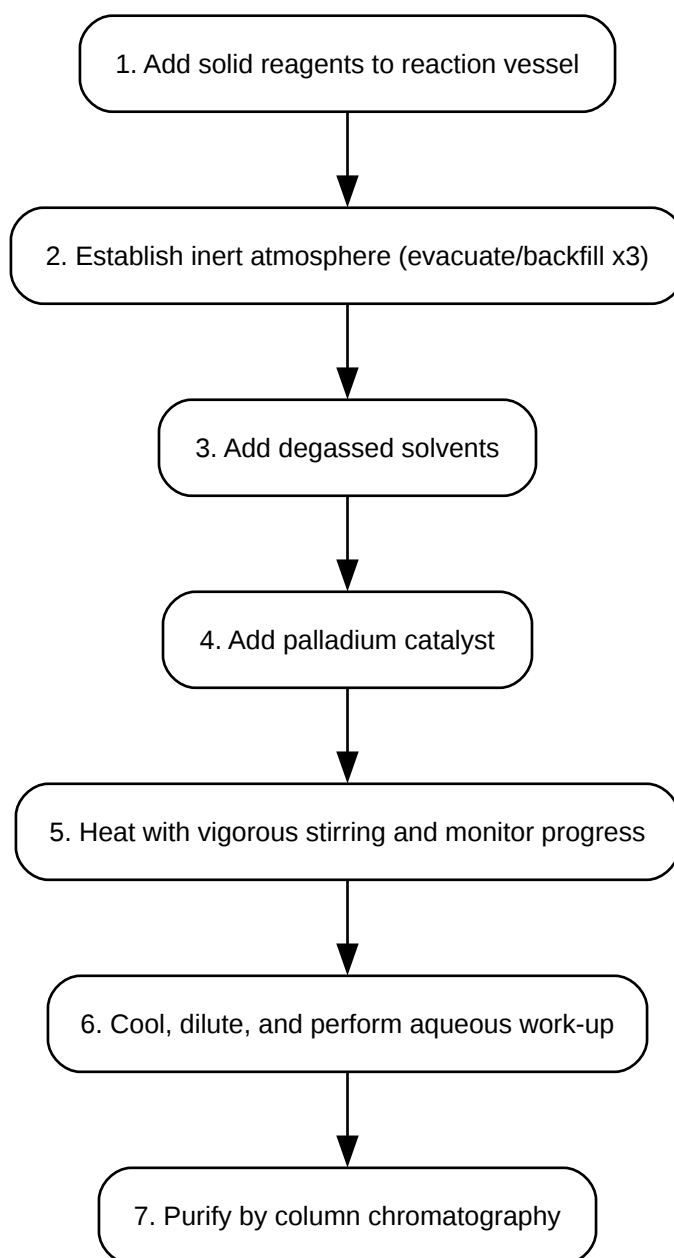 1. Add solid reagents to reaction vessel
2. Establish inert atmosphere (evacuate/backfill x3)
3. Add degassed solvents
4. Add palladium catalyst
5. Heat with vigorous stirring and monitor progress
6. Cool, dilute, and perform aqueous work-up
7. Purify by column chromatography